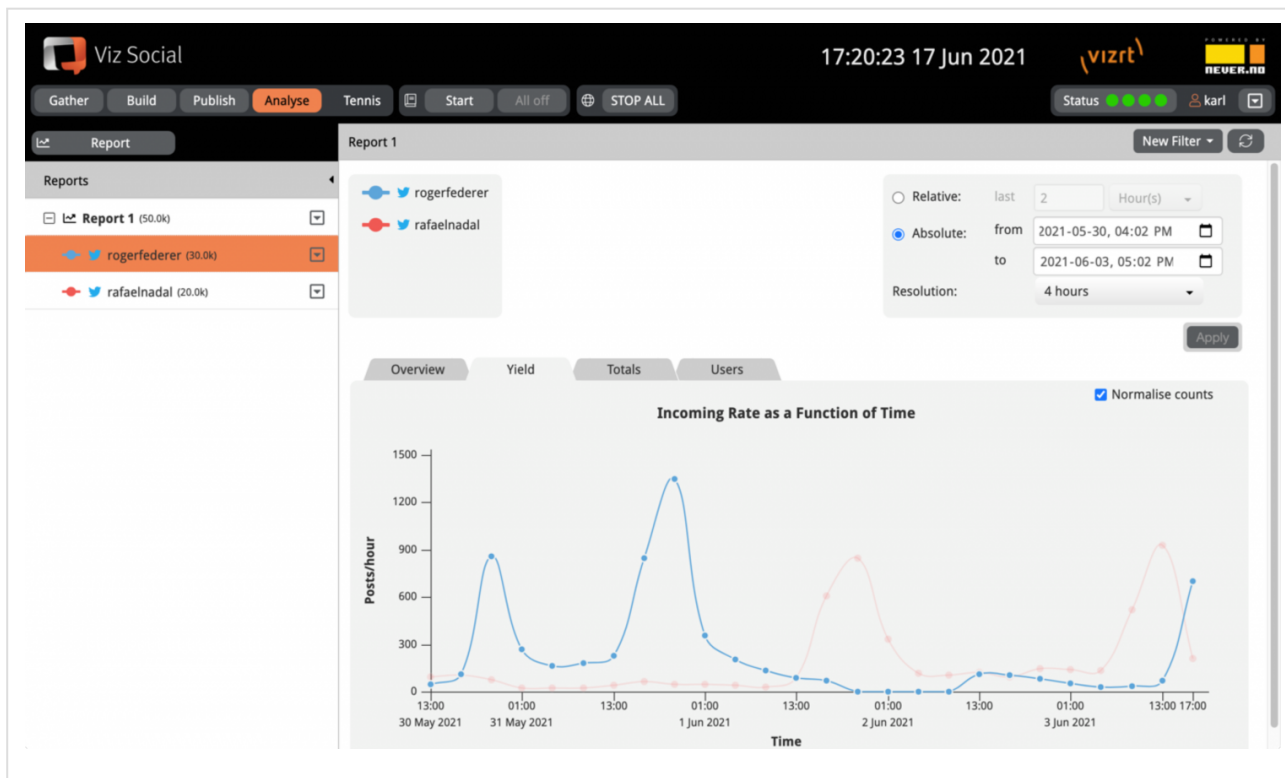 Viz Social
17:20:23 17 Jun 2021
vizrt
POWERED BY
never.no
Gather Build Publish Analyse Tennis Start All off STOP ALL
Status karl
Report
Report 1
New Filter
Reports
Report 1 (50.0k)
rogerfederer (30.0k)
rafaelnadal (20.0k)
rogerfederer
rafaelnadal
Relative: last 2 Hour(s)
Absolute: from 2021-05-30, 04:02 PM
to 2021-06-03, 05:02 PM
Resolution: 4 hours
Apply
Overview Yield Totals Users
Normalise counts
Incoming Rate as a Function of Time
1500
1200
900
600
300
0
Posts/hour
13:00 01:00 13:00 01:00 13:00 01:00 13:00 01:00 13:00 17:00
30 May 2021 31 May 2021 1 Jun 2021 2 Jun 2021 3 Jun 2021
Time